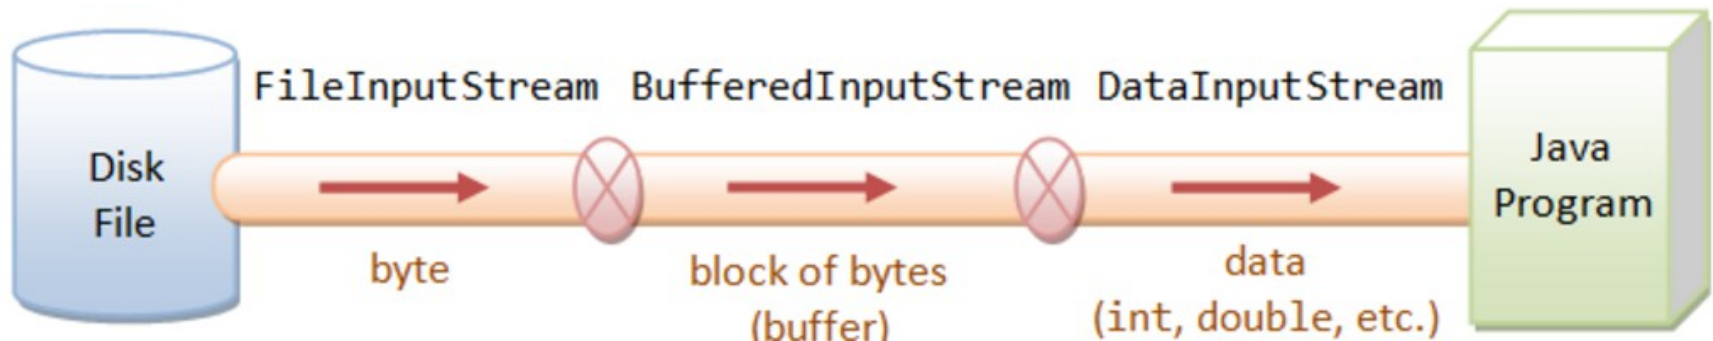 Disk
File
FileInputStream
byte
BufferedInputStream
block of bytes
(buffer)
DataInputStream
data
(int, double, etc.)
Java
Program